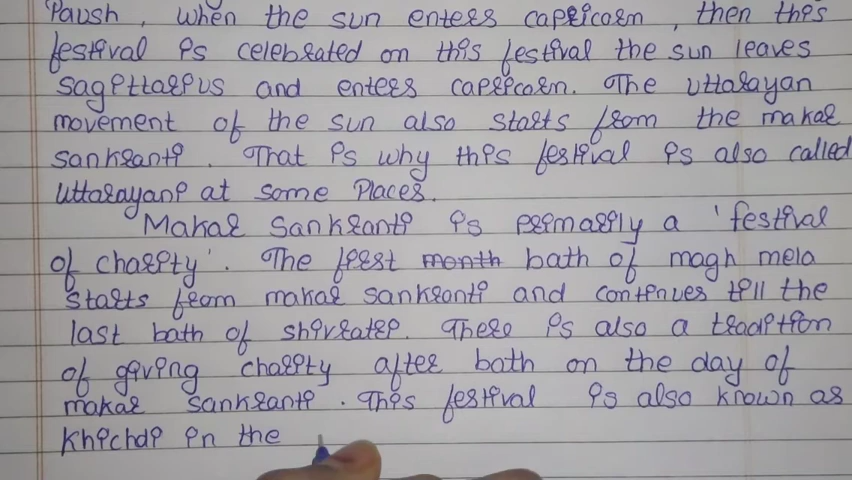 Paush, when the sun enters capricorn, then this
festival is celebrated on this festival the sun leaves
sagittarius and enters capricorn. The uttarayan
movement of the sun also starts from the makar
sankranti. That is why this festival is also called
uttarayani at some places.
Makar sankranti is primarily a 'festival
of charity'. The first month bath of magh mela
starts from makar sankranti and continues till the
last bath of shivratri. There is also a tradition
of giving charity after bath on the day of
makar sankranti. This festival is also known as
khichdi in the